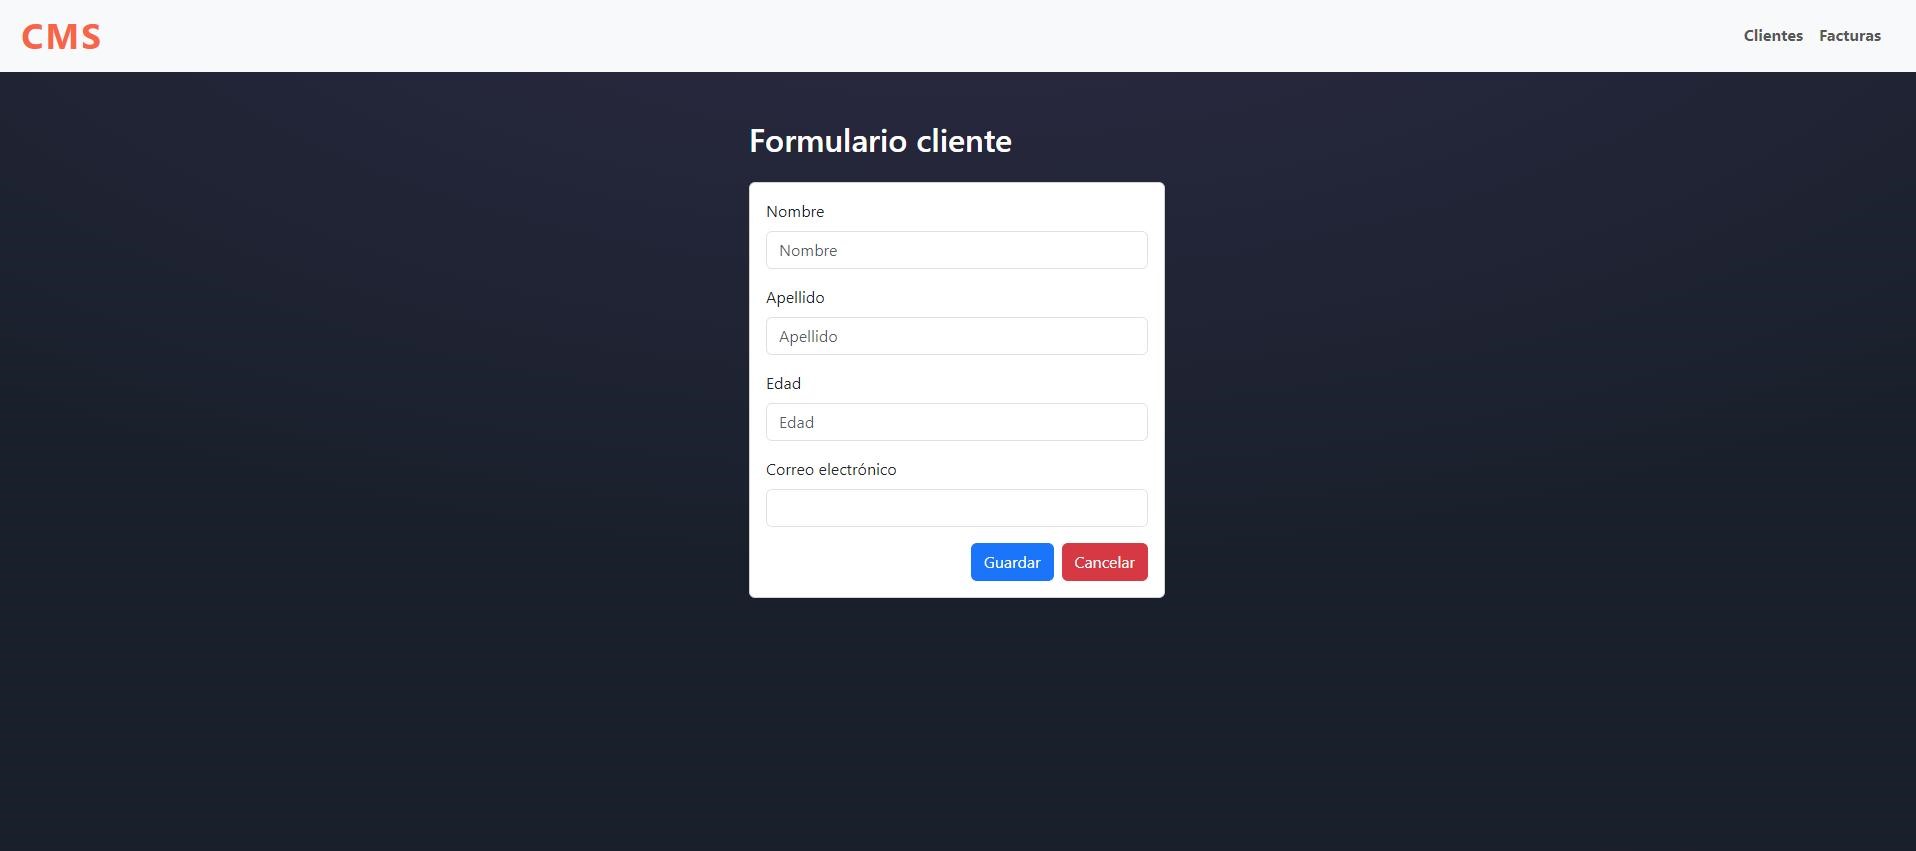 CMS
Clientes Facturas
Formulario cliente
Nombre
Nombre
Apellido
Apellido
Edad
Edad
Correo electrónico
Guardar Cancelar